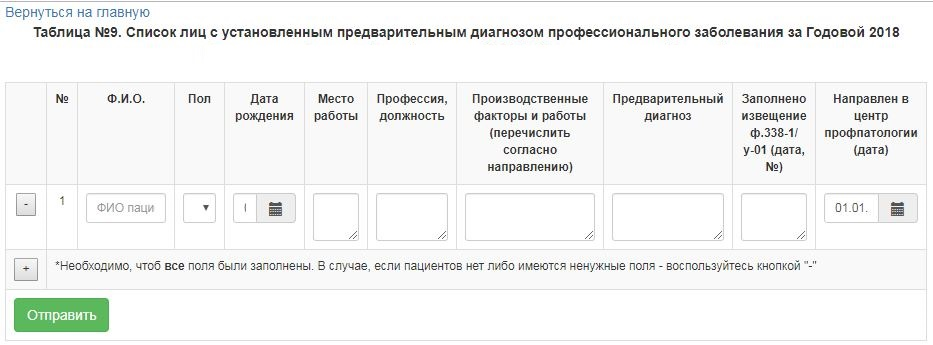 Вернуться на главную
Таблица №9. Список лиц с установленным предварительным диагнозом профессионального заболевания за Годовой 2018
№
Ф.И.О.
Пол
Дата
рождения
Место
работы
Профессия,
должность
Производственные
факторы и работы
(перечислить
согласно
направлению)
Предварительный
диагноз
Заполнено
извещение
ф.338-1/
у-01 (дата,
№)
Направлен в
центр
профпатологии
(дата)
-
1
ФИО паци
01.01.
+
*Необходимо, чтоб все поля были заполнены. В случае, если пациентов нет либо имеются ненужные поля - воспользуйтесь кнопкой "-"
Отправить